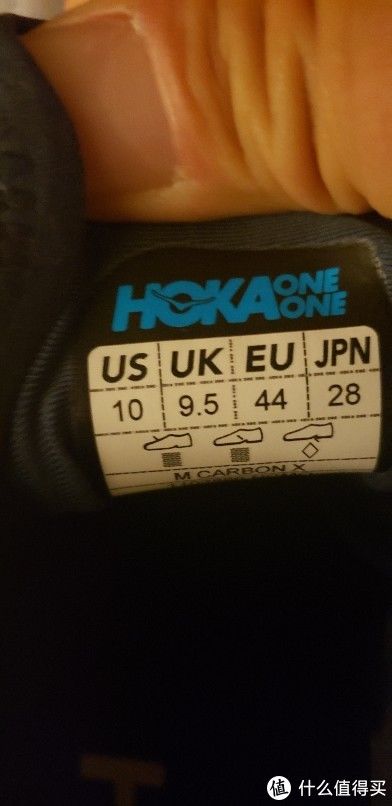 HOKA ONE ONE
US UK EU JPN
10 9.5 44 28
M CARBON X
值 什么值得买